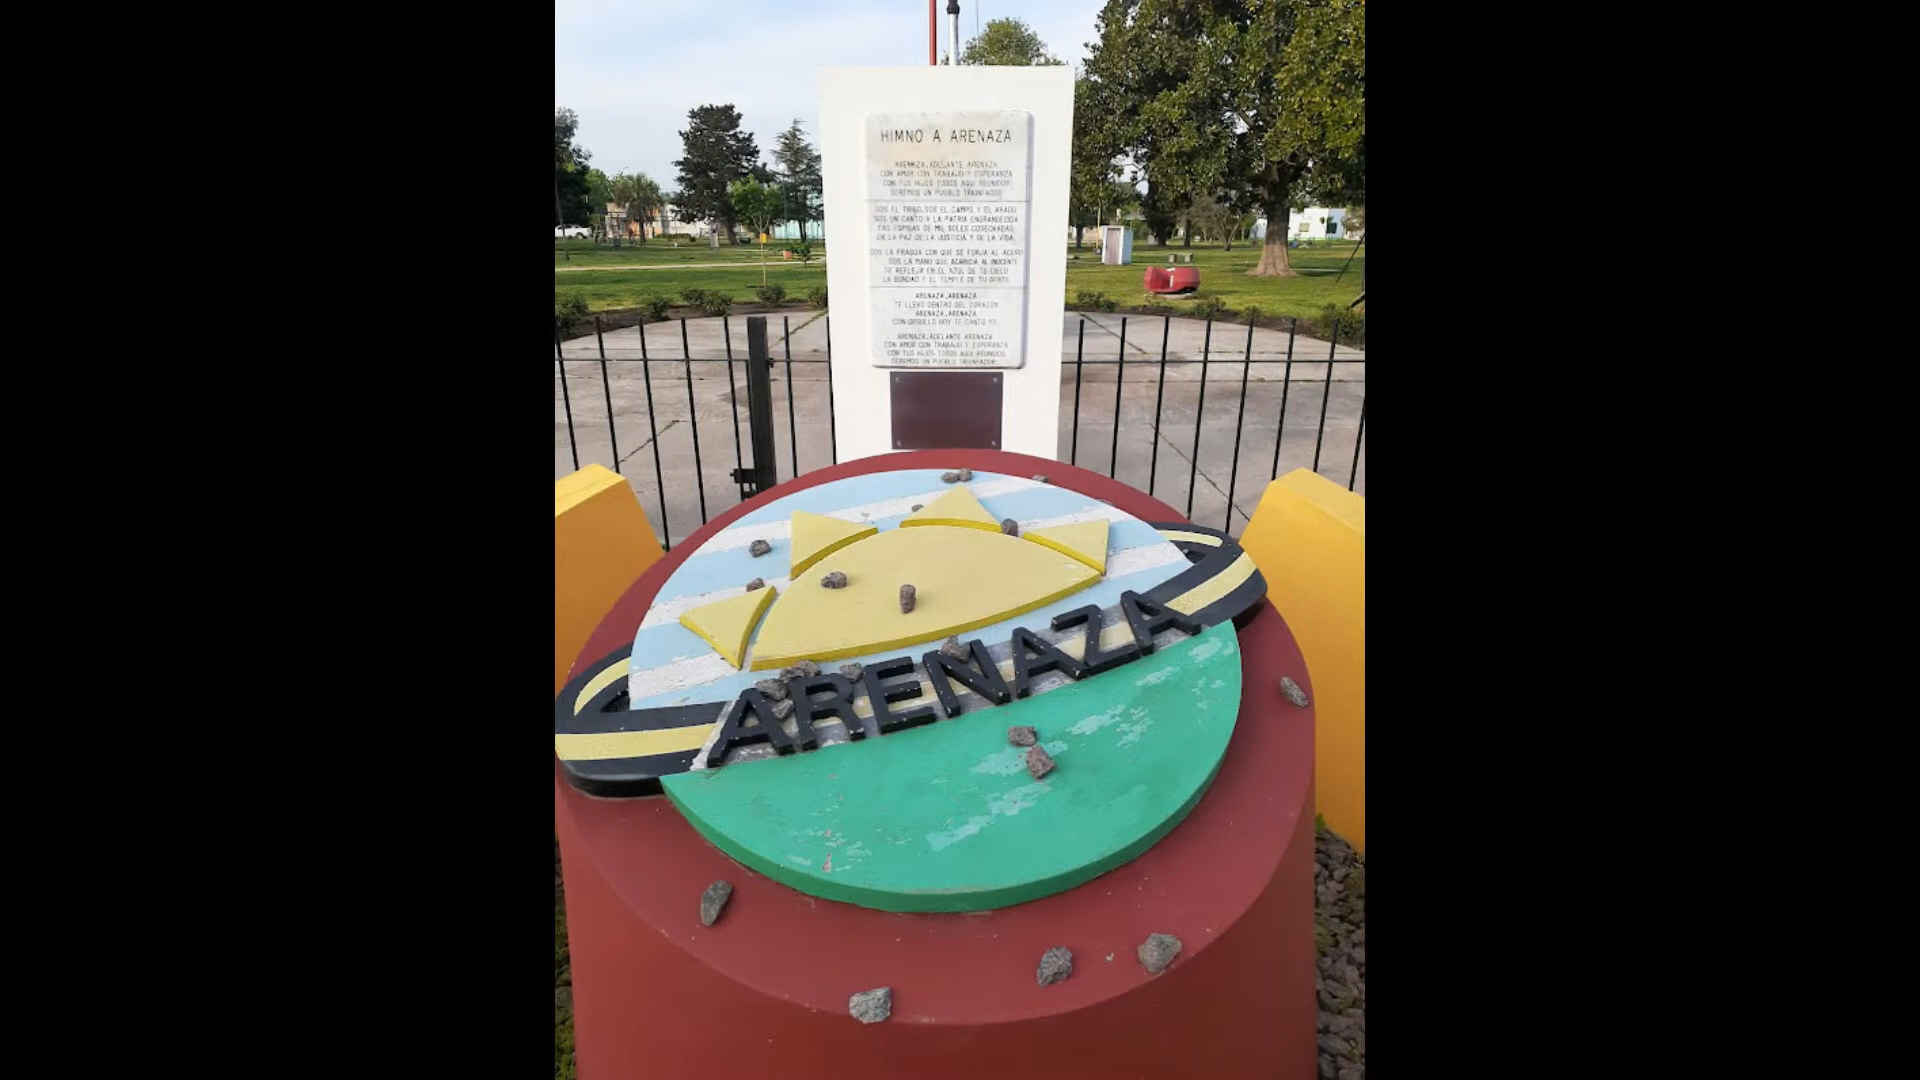 HIMNO A ARENAZA
ARENAZA, ADELANTE ARENAZA
CON AMOR CON TRABAJO Y ESPERANZA
CON TUS HIJOS TODOS AQUI REUNIDOS
SEREMOS UN PUEBLO TRIUNFADOR
SOS EL TRIGO, SOS EL CAMPO, Y EL ARADO
SOS UN CANTO A LA PATRIA ENGRANDECIDA
LAS ESPIGAS DE MIL SOLES COSECHADAS
EN LA PAZ DE LA JUSTICIA Y DE LA VIDA
SOS LA FRAGUA CON QUE SE FORJA AL ACERO
SOS LA MANO QUE ACARICIA AL INOCENTE
SE REFLEJA EN EL AZUL DE TU CIELO
LA BONDAD Y EL TEMPLE DE TU GENTE
ARENAZA, ARENAZA
TE LLEVO DENTRO DEL CORAZON
ARENAZA, ARENAZA
CON ORGULLO HOY TE CANTO YO
ARENAZA, ADELANTE ARENAZA
CON AMOR CON TRABAJO Y ESPERANZA
CON TUS HIJOS TODOS AQUI REUNIDOS
SEREMOS UN PUEBLO TRIUNFADOR
ARENAZA